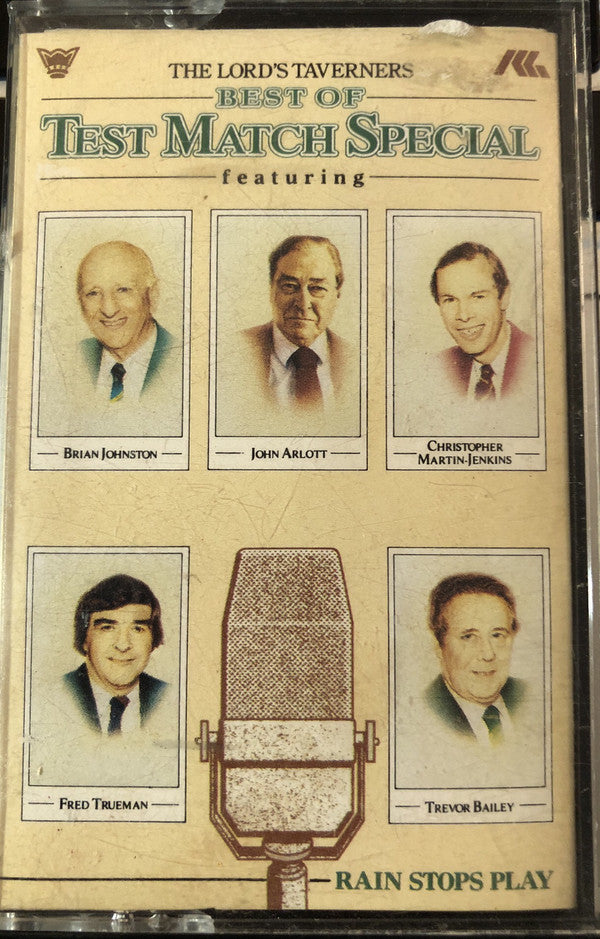 THE LORD'S TAVERNERS
BEST OF
TEST MATCH SPECIAL
featuring
BRIAN JOHNSTON
JOHN ARLOTT
CHRISTOPHER
MARTIN-JENKINS
FRED TRUEMAN
TREVOR BAILEY
RAIN STOPS PLAY